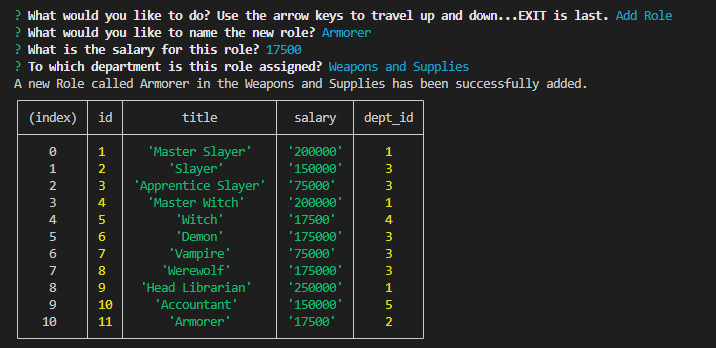 ? What would you like to do? Use the arrow keys to travel up and down...EXIT is last. Add Role
? What would you like to name the new role? Armorer
? What is the salary for this role? 17500
? To which department is this role assigned? Weapons and Supplies
A new Role called Armorer in the Weapons and Supplies has been successfully added.
(index) id title salary dept_id
0 1 'Master Slayer' '200000' 1
1 2 'Slayer' '150000' 3
2 3 'Apprentice Slayer' '75000' 3
3 4 'Master Witch' '200000' 1
4 5 'Witch' '17500' 4
5 6 'Demon' '175000' 3
6 7 'Vampire' '75000' 3
7 8 'Werewolf' '175000' 3
8 9 'Head Librarian' '250000' 1
9 10 'Accountant' '150000' 5
10 11 'Armorer' '17500' 2